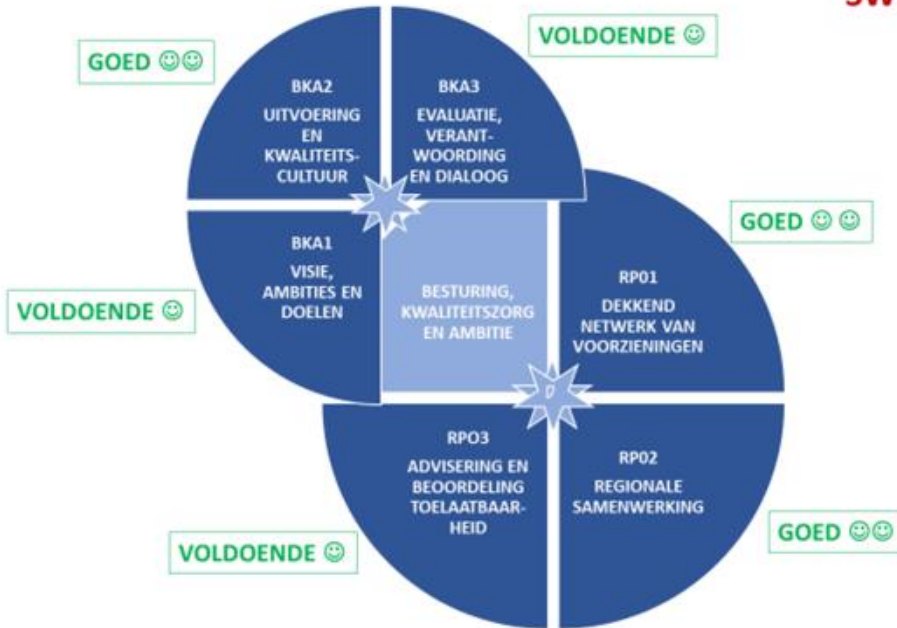 GOED ☺☺
VOLDOENDE ☺
BKA2
UITVOERING
EN
KWALITEITS-
CULTUUR
BKA3
EVALUATIE,
VERANT-
WOORDING
EN DIALOOG
BKA1
VISIE,
AMBITIES EN
DOELEN
VOLDOENDE ☺
BESTURING,
KWALITEITSZORG
EN AMBITIE
GOED ☺ ☺
RP01
DEKKEND
NETWERK VAN
VOORZIENINGEN
RPO3
ADVISERING EN
BEOORDELING
TOELAATBAAR-
HEID
RP02
REGIONALE
SAMENWERKING
VOLDOENDE ☺
GOED ☺☺